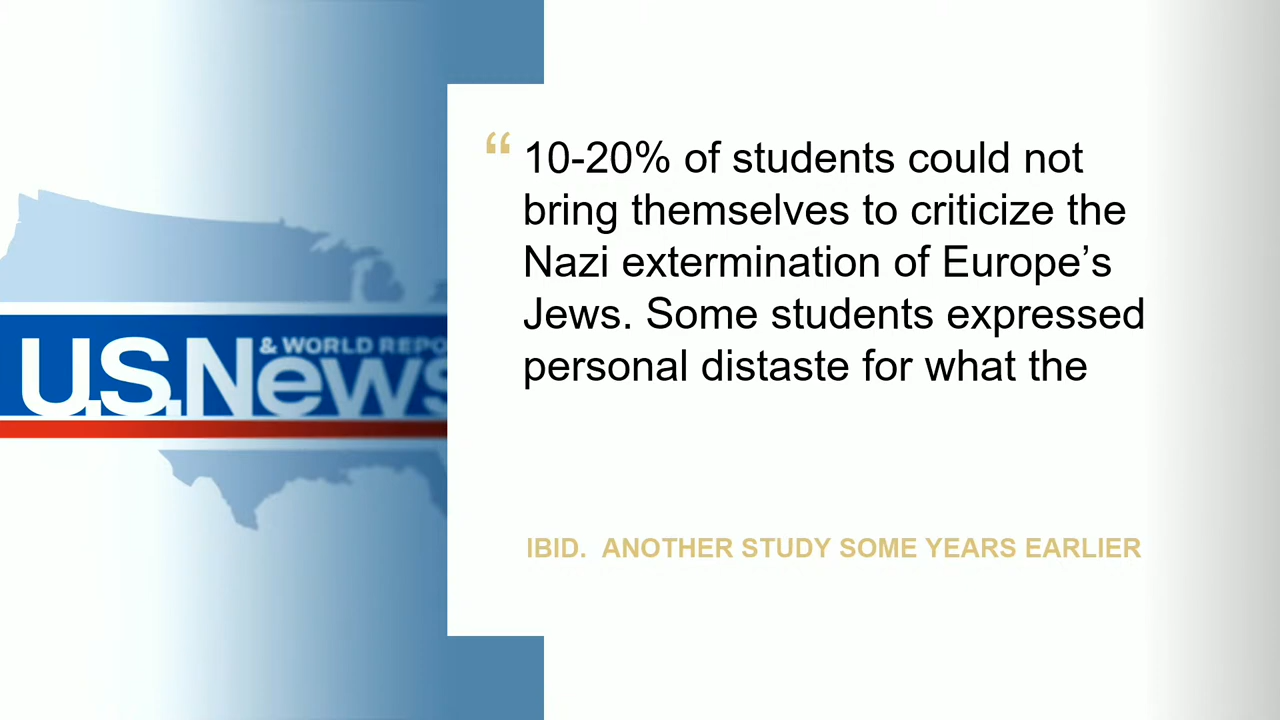 & WORLD REPO
U.S.News
“10-20% of students could not
bring themselves to criticize the
Nazi extermination of Europe’s
Jews. Some students expressed
personal distaste for what the
IBID. ANOTHER STUDY SOME YEARS EARLIER